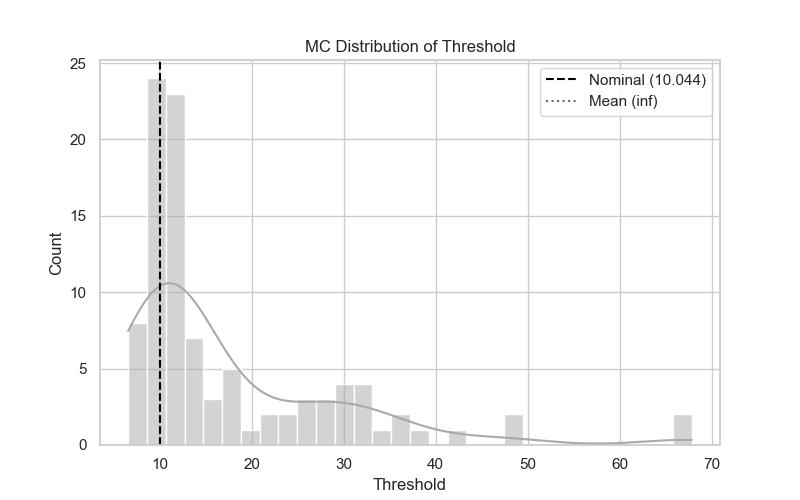 MC Distribution of Threshold
25
20
15
10
5
0
Count
Nominal (10.044)
Mean (inf)
10 20 30 40 50 60 70
Threshold